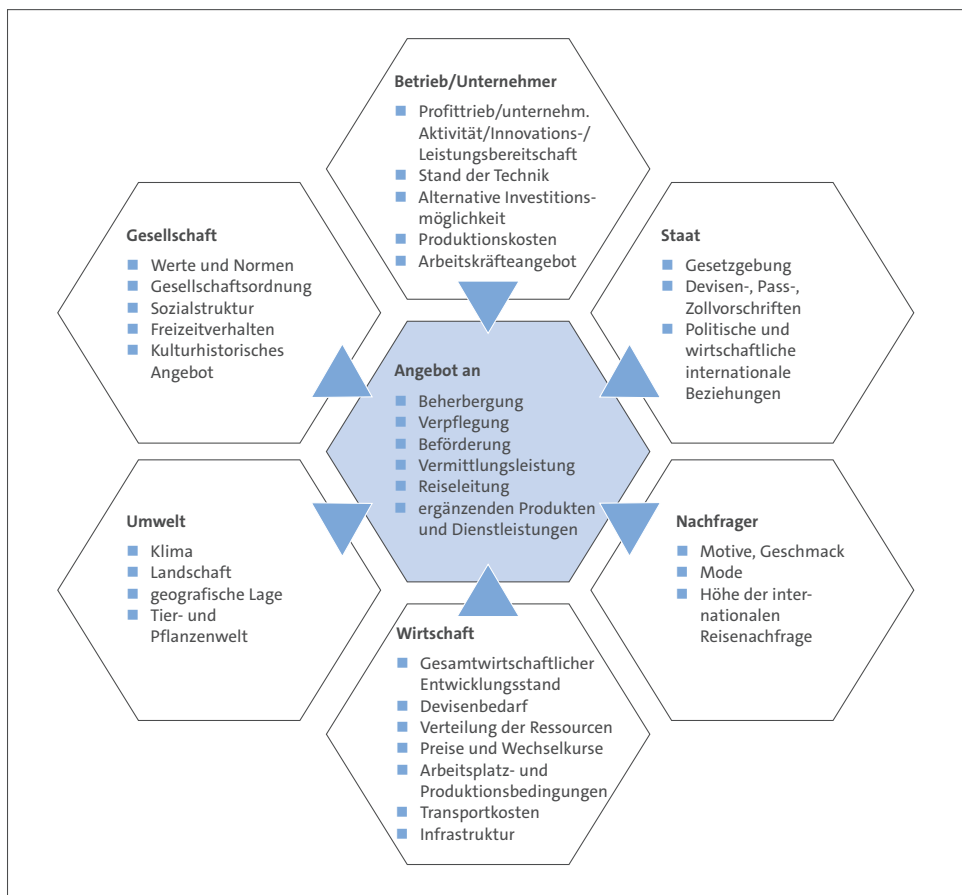 Betrieb/Unternehmer
Profittrieb/unternehm.
Aktivität/Innovations-/
Leistungsbereitschaft
Stand der Technik
Alternative Investitions-
möglichkeit
Produktionskosten
Arbeitskräfteangebot
Gesellschaft
Werte und Normen
Gesellschaftsordnung
Sozialstruktur
Freizeitverhalten
Kulturhistorisches
Angebot
Staat
Gesetzgebung
Devisen-, Pass-,
Zollvorschriften
Politische und
wirtschaftliche
internationale
Beziehungen
Angebot an
Beherbergung
Verpflegung
Beförderung
Vermittlungsleistung
Reiseleitung
ergänzenden Produkten
und Dienstleistungen
Umwelt
Klima
Landschaft
geografische Lage
Tier- und
Pflanzenwelt
Nachfrager
Motive, Geschmack
Mode
Höhe der inter-
nationalen
Reisenachfrage
Wirtschaft
Gesamtwirtschaftlicher
Entwicklungsstand
Devisenbedarf
Verteilung der Ressourcen
Preise und Wechselkurse
Arbeitsplatz- und
Produktionsbedingungen
Transportkosten
Infrastruktur